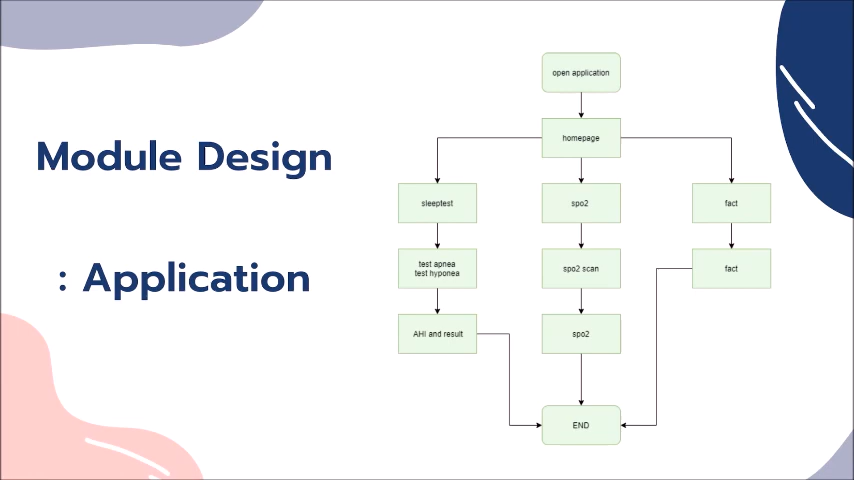 Module Design
: Application
open application
homepage
sleeptest
spo2
fact
test apnea
test hyponea
spo2 scan
fact
AHI and result
spo2
END